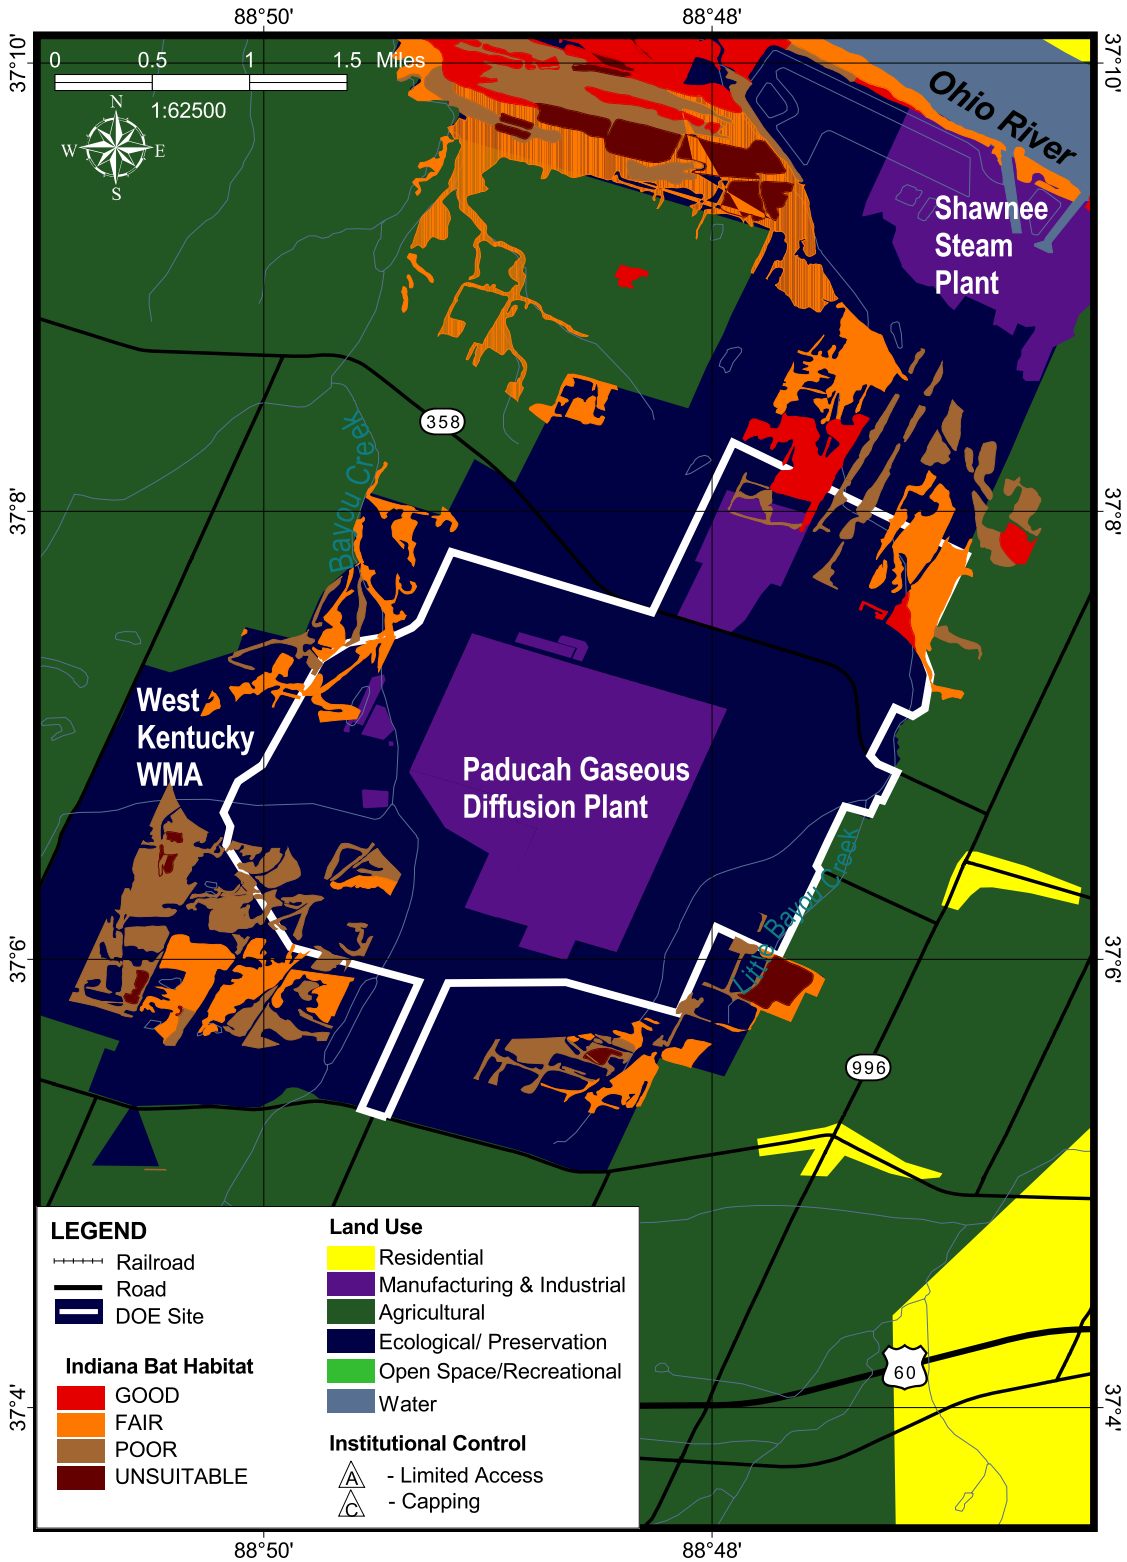 88°50'
88°48'
37°10'
37°10'
0 0.5 1 1.5 Miles
1:62500
N
W E
S
Ohio River
Shawnee
Steam
Plant
358
Bayou Creek
37°8'
37°8'
West
Kentucky
WMA
Paducah Gaseous
Diffusion Plant
Little Bayou Creek
37°6'
37°6'
996
LEGEND
Railroad
Road
DOE Site
Indiana Bat Habitat
GOOD
FAIR
POOR
UNSUITABLE
Land Use
Residential
Manufacturing & Industrial
Agricultural
Ecological/ Preservation
Open Space/Recreational
Water
Institutional Control
A - Limited Access
C - Capping
60
37°4'
37°4'
88°50'
88°48'